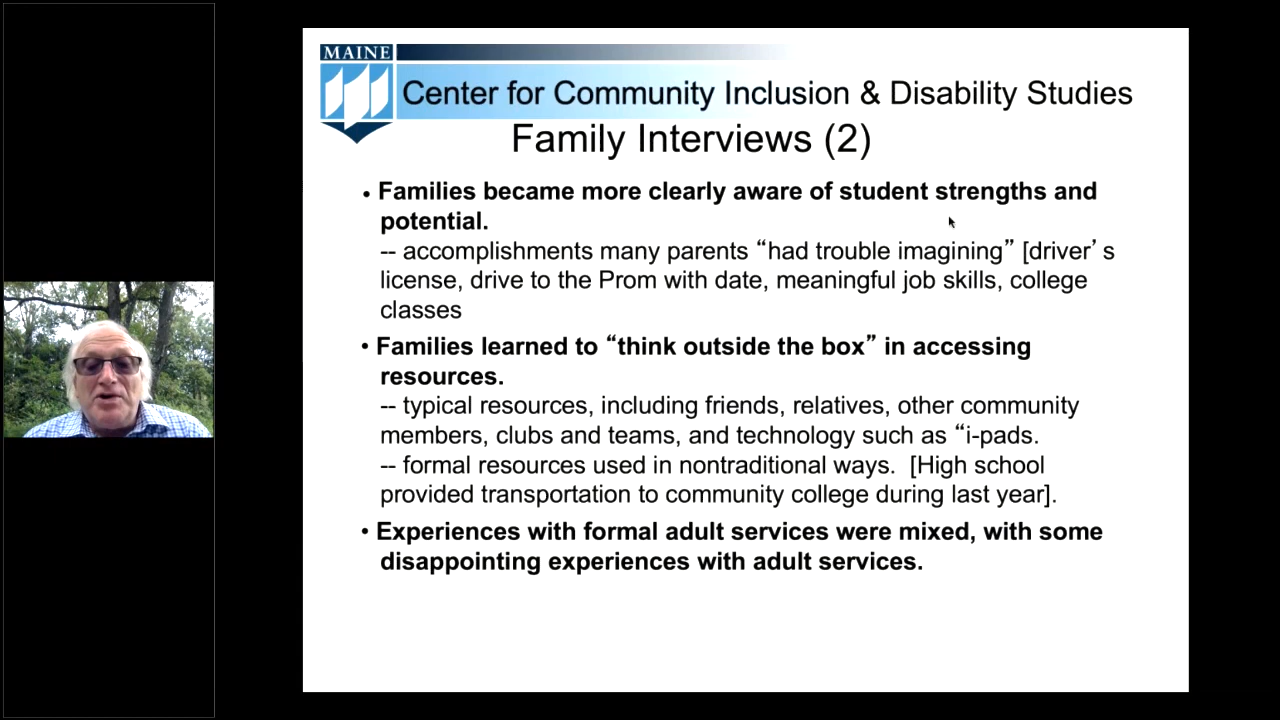 MAINE
Center for Community Inclusion & Disability Studies
Family Interviews (2)
• Families became more clearly aware of student strengths and
potential.
-- accomplishments many parents “had trouble imagining” [driver’s
license, drive to the Prom with date, meaningful job skills, college
classes
• Families learned to “think outside the box” in accessing
resources.
-- typical resources, including friends, relatives, other community
members, clubs and teams, and technology such as “i-pads.
-- formal resources used in nontraditional ways. [High school
provided transportation to community college during last year].
• Experiences with formal adult services were mixed, with some
disappointing experiences with adult services.